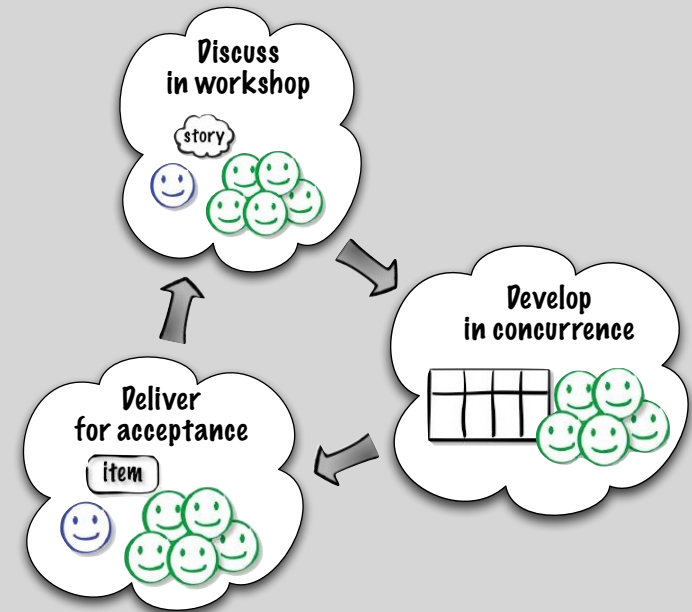 Discuss
in workshop
story
Develop
in concurrence
Deliver
for acceptance
item